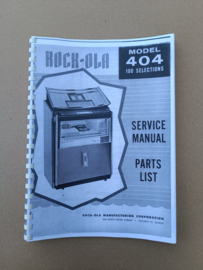 ROCK-OLA
MODEL
404
100 SELECTIONS
SERVICE
MANUAL
PARTS
LIST
ROCK-OLA MANUFACTURING CORPORATION